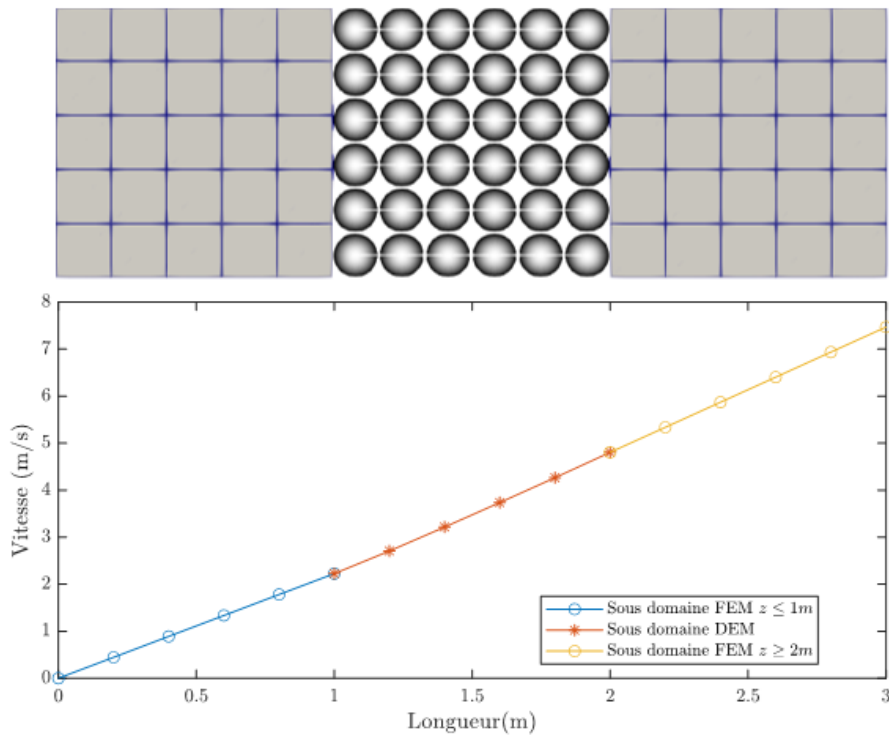 8
7
6
5
4
3
2
1
0
Vitesse (m/s)
0 0.5 1 1.5 2 2.5 3
Longueur(m)
Sous domaine FEM z ≤ 1m
Sous domaine DEM
Sous domaine FEM z ≥ 2m